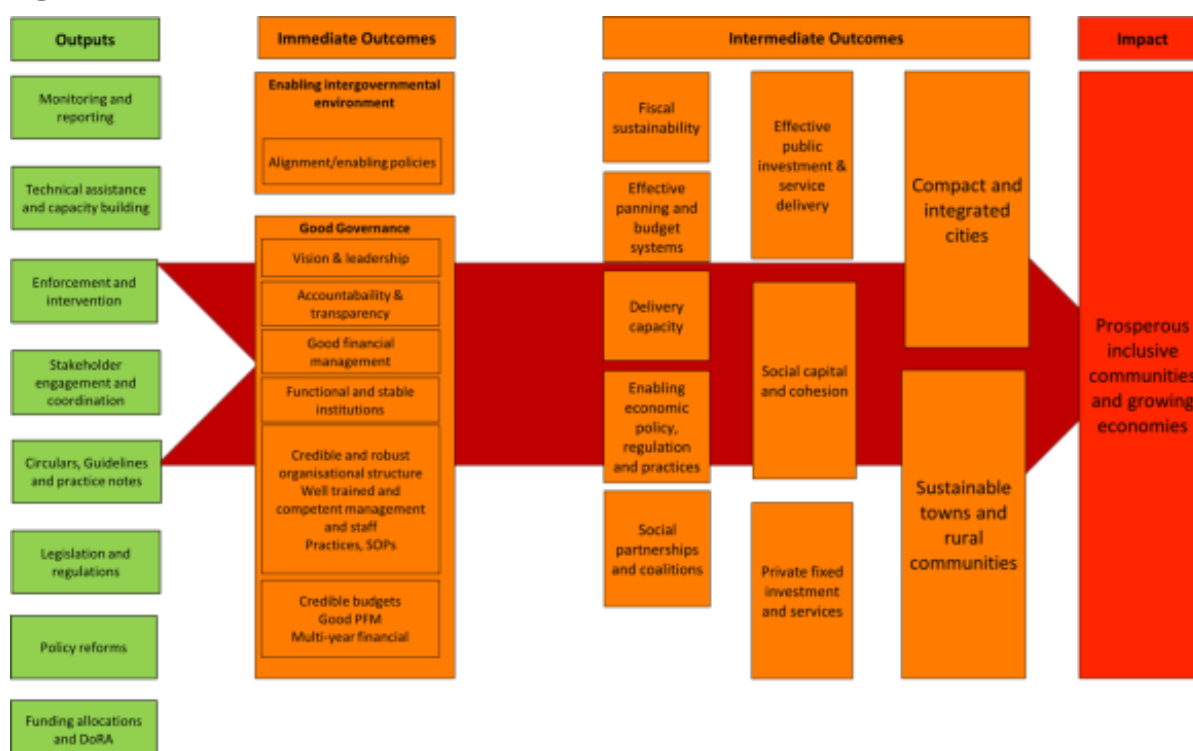 Outputs
Monitoring and
reporting
Technical assistance
and capacity building
Enforcement and
intervention
Stakeholder
engagement and
coordination
Circulars, Guidelines
and practice notes
Legislation and
regulations
Policy reforms
Funding allocations
and DoRA
Immediate Outcomes
Enabling intergovernmental
environment
Alignment/enabling policies
Good Governance
Vision & leadership
Accountabaility &
transparency
Good financial
management
Functional and stable
institutions
Credible and robust
organisational structure
Well trained and
competent management
and staff
Practices, SOPs
Credible budgets
Good PFM
Multi-year financial
Intermediate Outcomes
Fiscal
sustainability
Effective
panning and
budget
systems
Delivery
capacity
Enabling
economic
policy,
regulation
and practices
Social
partnerships
and coalitions
Effective
public
investment &
service
delivery
Social capital
and cohesion
Private fixed
investment
and services
Compact and
integrated
cities
Sustainable
towns and
rural
communities
Impact
Prosperous
inclusive
communities
and growing
economies